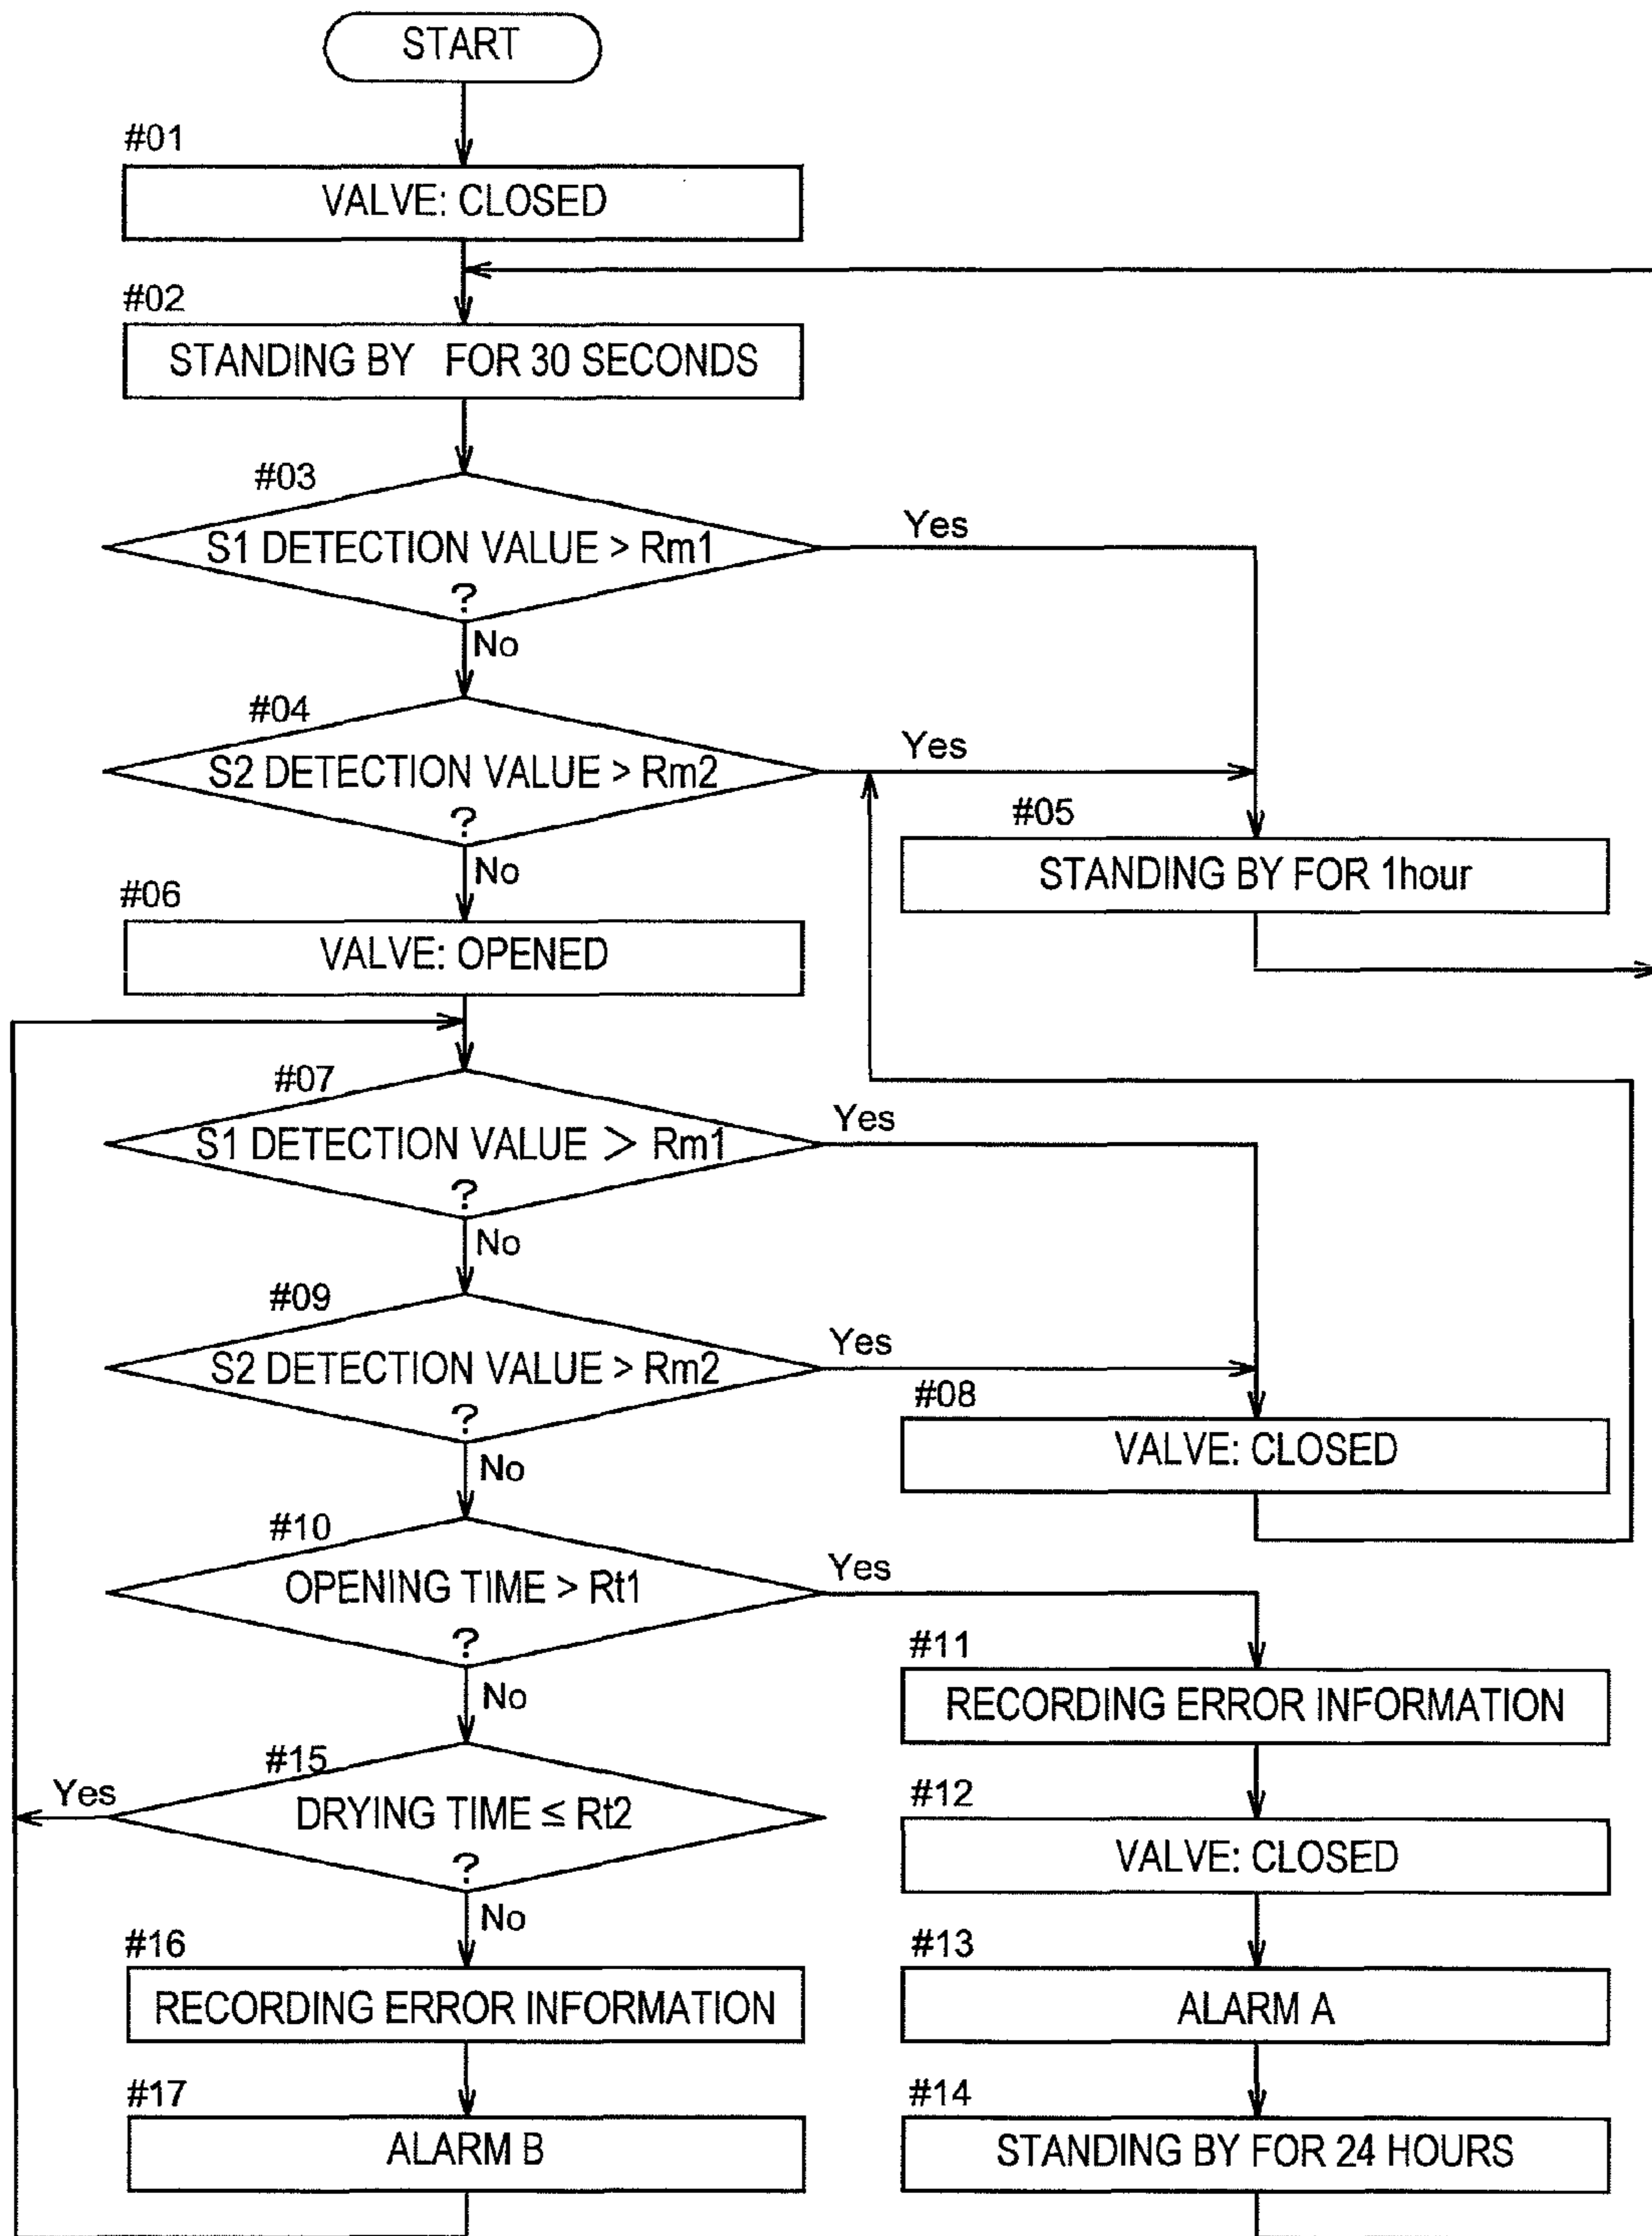 START
#01
VALVE: CLOSED
#02
STANDING BY FOR 30 SECONDS
#03
S1 DETECTION VALUE > Rm1
?
Yes
No
#04
S2 DETECTION VALUE > Rm2
?
Yes
No
#05
STANDING BY FOR 1hour
#06
VALVE: OPENED
#07
S1 DETECTION VALUE > Rm1
?
Yes
No
#09
S2 DETECTION VALUE > Rm2
?
Yes
No
#08
VALVE: CLOSED
#10
OPENING TIME > Rt1
?
Yes
No
#11
RECORDING ERROR INFORMATION
#15
DRYING TIME ≤ Rt2
?
Yes
No
#12
VALVE: CLOSED
#16
RECORDING ERROR INFORMATION
#13
ALARM A
#17
ALARM B
#14
STANDING BY FOR 24 HOURS